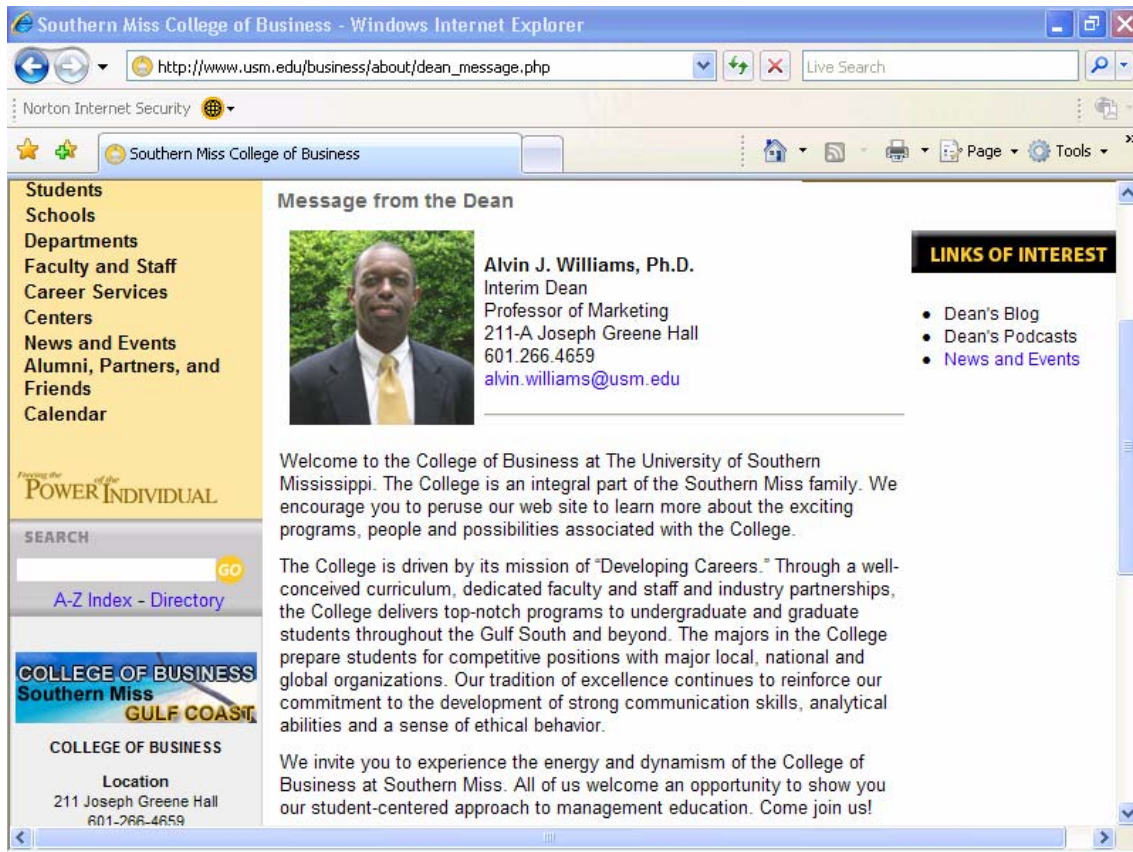 Southern Miss College of Business - Windows Internet Explorer
http://www.usm.edu/business/about/dean_message.php
Live Search
Norton Internet Security
Southern Miss College of Business
Page
Tools
Students
Schools
Departments
Faculty and Staff
Career Services
Centers
News and Events
Alumni, Partners, and
Friends
Calendar
Freeing the
POWER of the INDIVIDUAL
SEARCH
GO
A-Z Index - Directory
COLLEGE OF BUSINESS
Southern Miss
GULF COAST
COLLEGE OF BUSINESS
Location
211 Joseph Greene Hall
601-266-4659
Message from the Dean
Alvin J. Williams, Ph.D.
Interim Dean
Professor of Marketing
211-A Joseph Greene Hall
601.266.4659
alvin.williams@usm.edu
Welcome to the College of Business at The University of Southern
Mississippi. The College is an integral part of the Southern Miss family. We
encourage you to peruse our web site to learn more about the exciting
programs, people and possibilities associated with the College.
The College is driven by its mission of “Developing Careers.” Through a well-
conceived curriculum, dedicated faculty and staff and industry partnerships,
the College delivers top-notch programs to undergraduate and graduate
students throughout the Gulf South and beyond. The majors in the College
prepare students for competitive positions with major local, national and
global organizations. Our tradition of excellence continues to reinforce our
commitment to the development of strong communication skills, analytical
abilities and a sense of ethical behavior.
We invite you to experience the energy and dynamism of the College of
Business at Southern Miss. All of us welcome an opportunity to show you
our student-centered approach to management education. Come join us!
LINKS OF INTEREST
Dean's Blog
Dean's Podcasts
News and Events